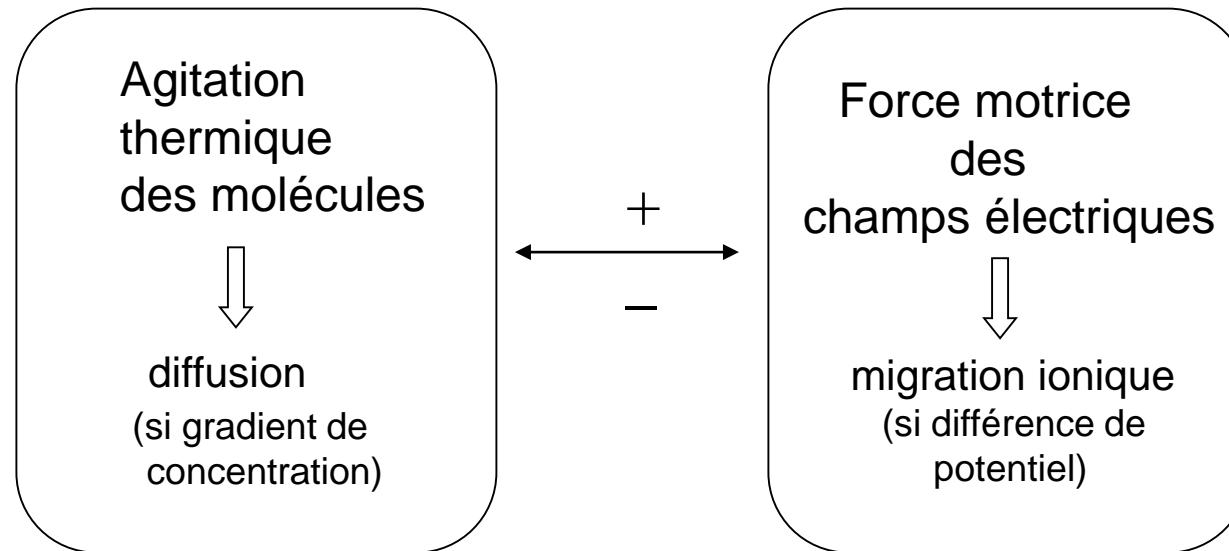 Agitation
thermique
des molécules
diffusion
(si gradient de
concentration)
+
–
Force motrice
des
champs électriques
migration ionique
(si différence de
potentiel)